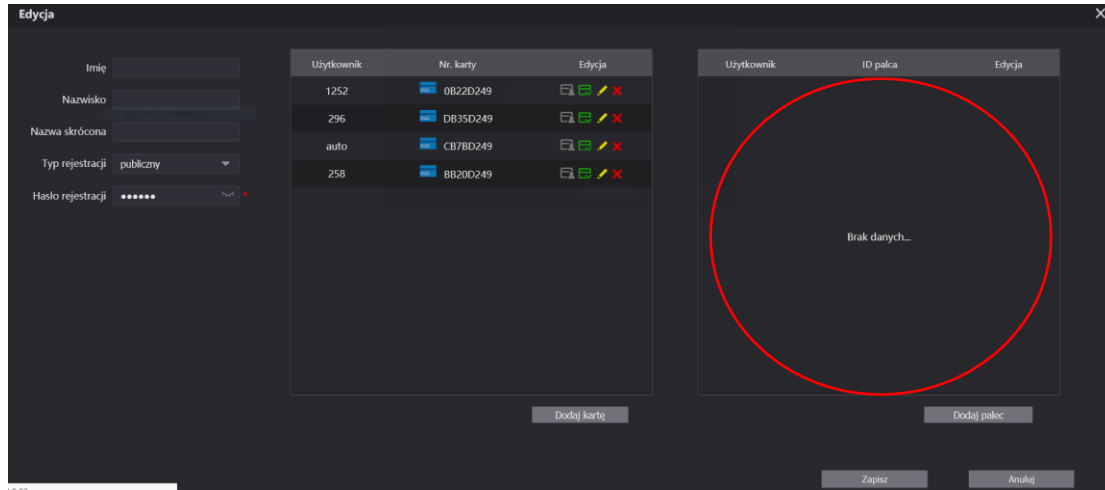 Edycja
Imię
Nazwisko
Nazwa skrócona
Typ rejestracji publiczny
Hasło rejestracji ●●●●●● *
Użytkownik Nr. karty Edycja
1252 0B22D249
296 DB35D249
auto CB7BD249
258 BB20D249
Dodaj kartę
Użytkownik ID palca Edycja
Brak danych...
Dodaj palec
Zapisz Anuluj